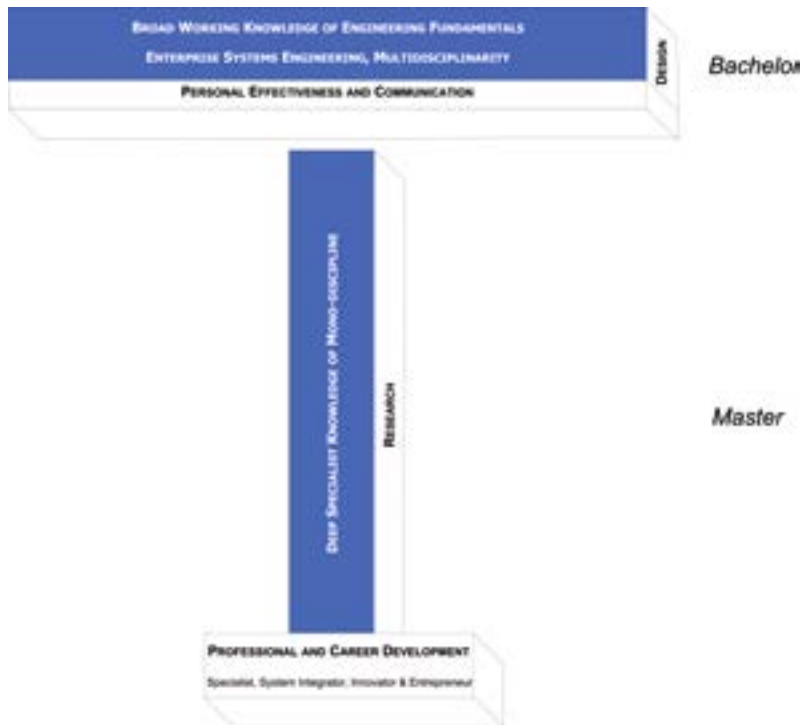 BROAD WORKING KNOWLEDGE OF ENGINEERING FUNDAMENTALS
ENTERPRISE SYSTEMS ENGINEERING, MULTIDISCIPLINARITY
PERSONAL EFFECTIVENESS AND COMMUNICATION
DESIGN
Bachelor
DEEP SPECIALIST KNOWLEDGE OF MONO-DISCIPLINE
RESEARCH
Master
PROFESSIONAL AND CAREER DEVELOPMENT
Specialist, System Integrator, Innovator & Entrepreneur